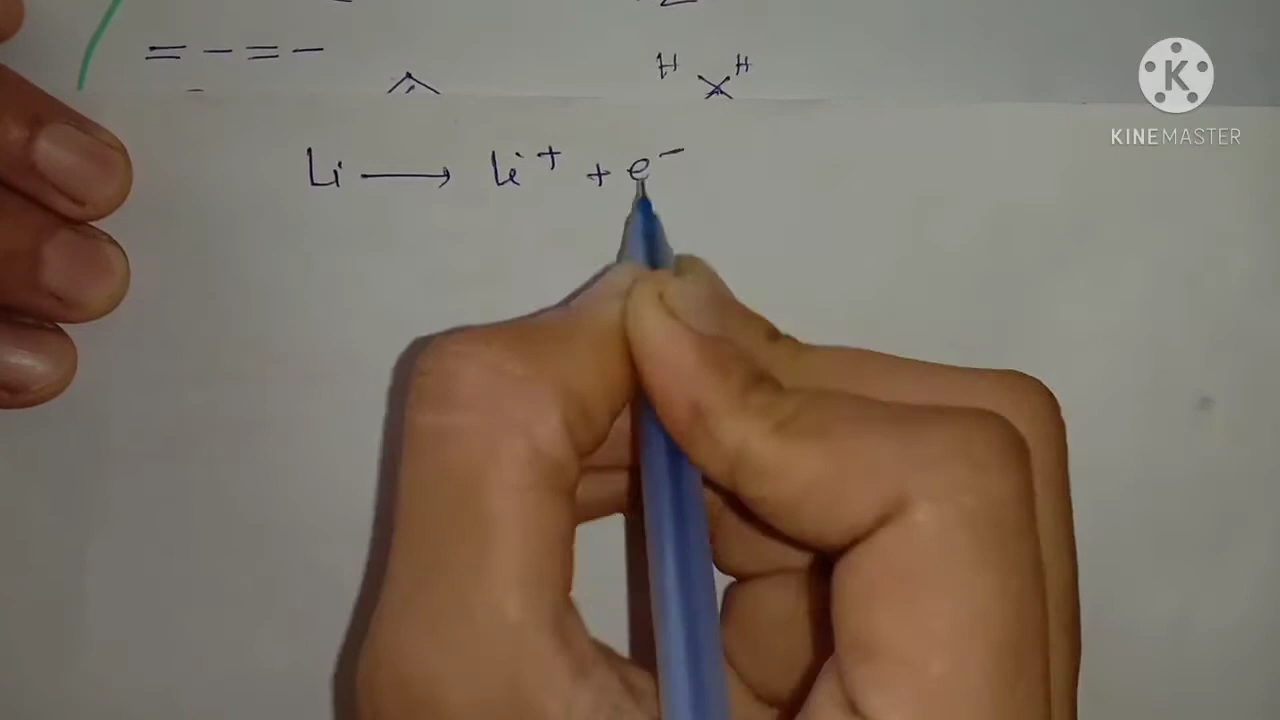 = - = -
H H
K
KINEMASTER
Li ⟶ Li⁺ + e⁻